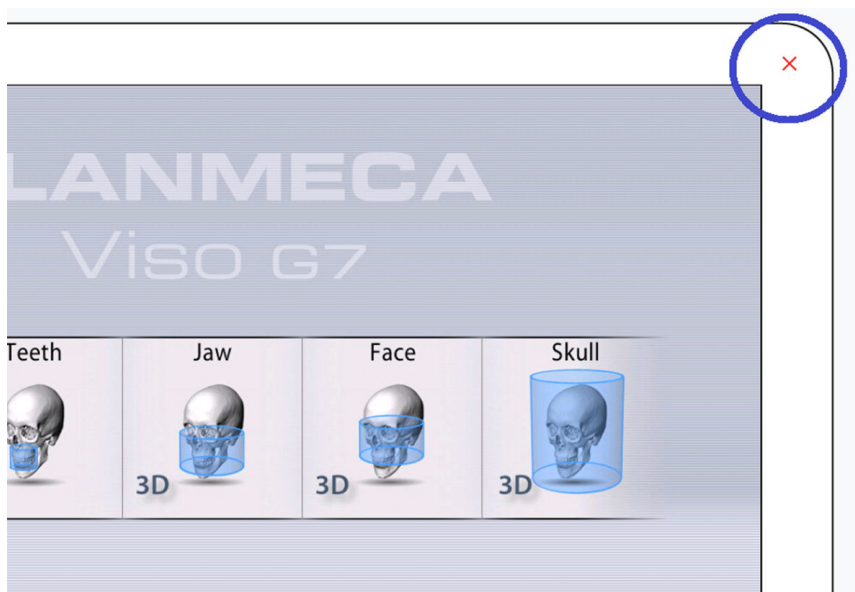 LANMECA
Viso G7
Teeth
Jaw
Face
Skull
3D
3D
3D